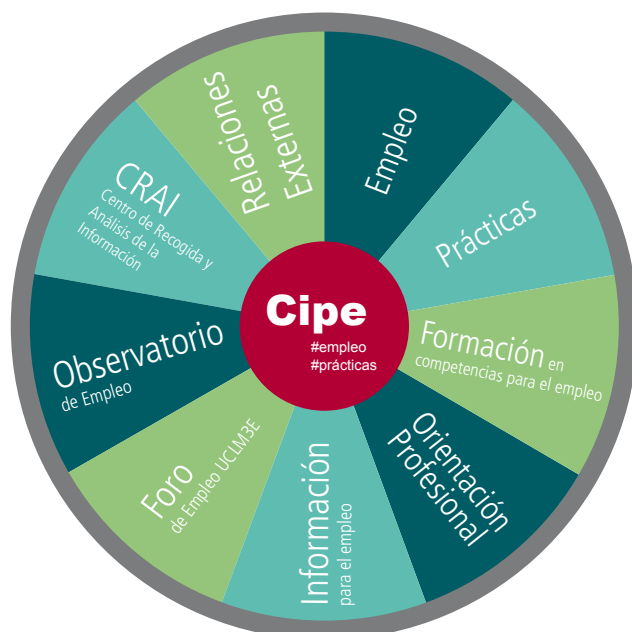 Cipe
#empleo
#prácticas
Empleo
Prácticas
Formación en
competencias para el empleo
Orientación
Profesional
Información
para el empleo
Foro
de Empleo UCLM3E
Observatorio
de Empleo
CRAI
Centro de Recogida y
Análisis de la
Información
Relaciones
Externas